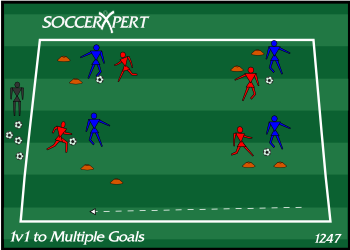 SOCCERXPERT
1v1 to Multiple Goals
1247